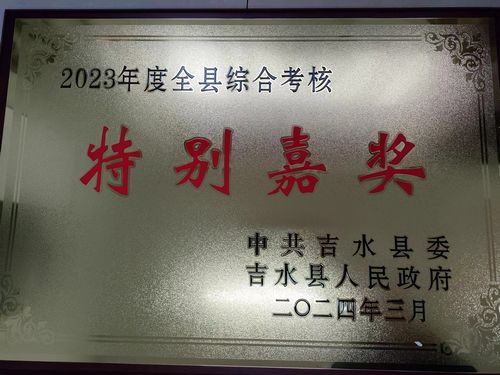 2023年度全县综合考核
特别嘉奖
中共吉水县委
吉水县人民政府
二〇二四年三月